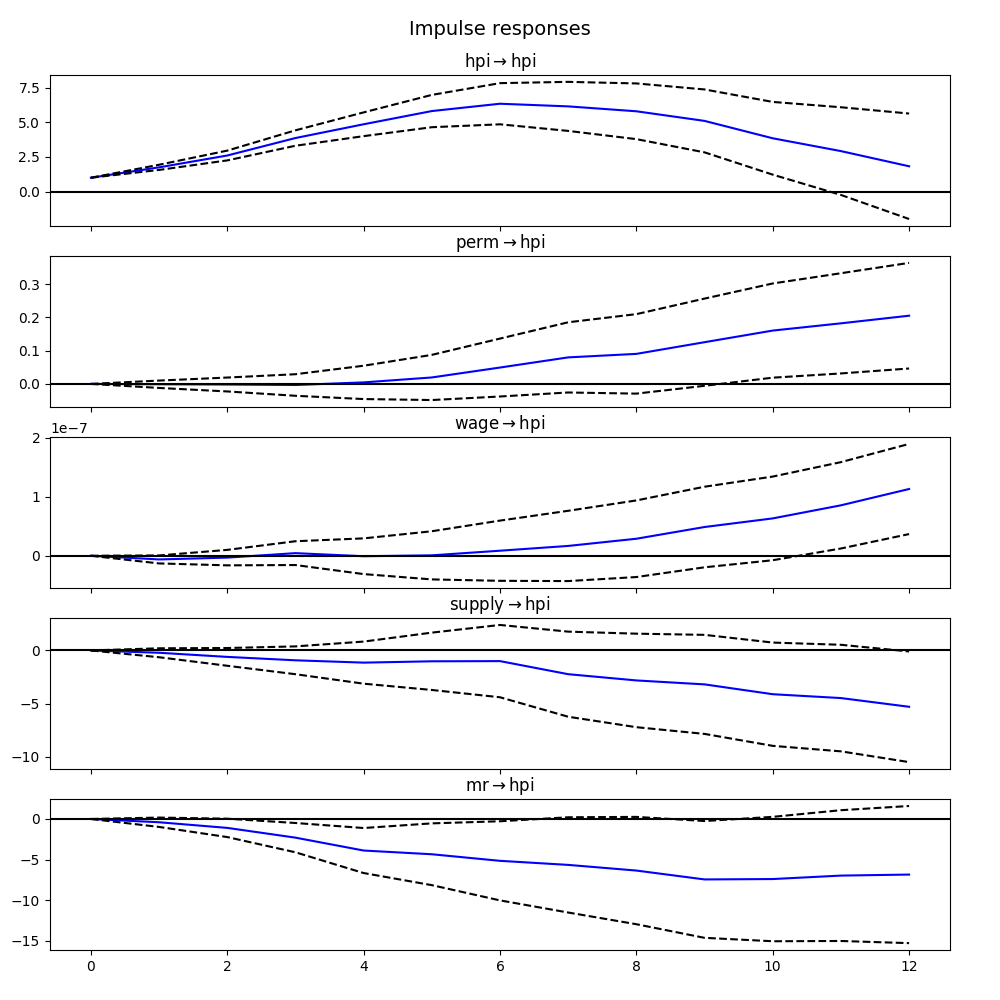 Impulse responses
hpi → hpi
7.5
5.0
2.5
0.0
perm → hpi
0.3
0.2
0.1
0.0
wage → hpi
1e−7
2
1
0
supply → hpi
0
−5
−10
mr → hpi
0
−5
−10
−15
0 2 4 6 8 10 12